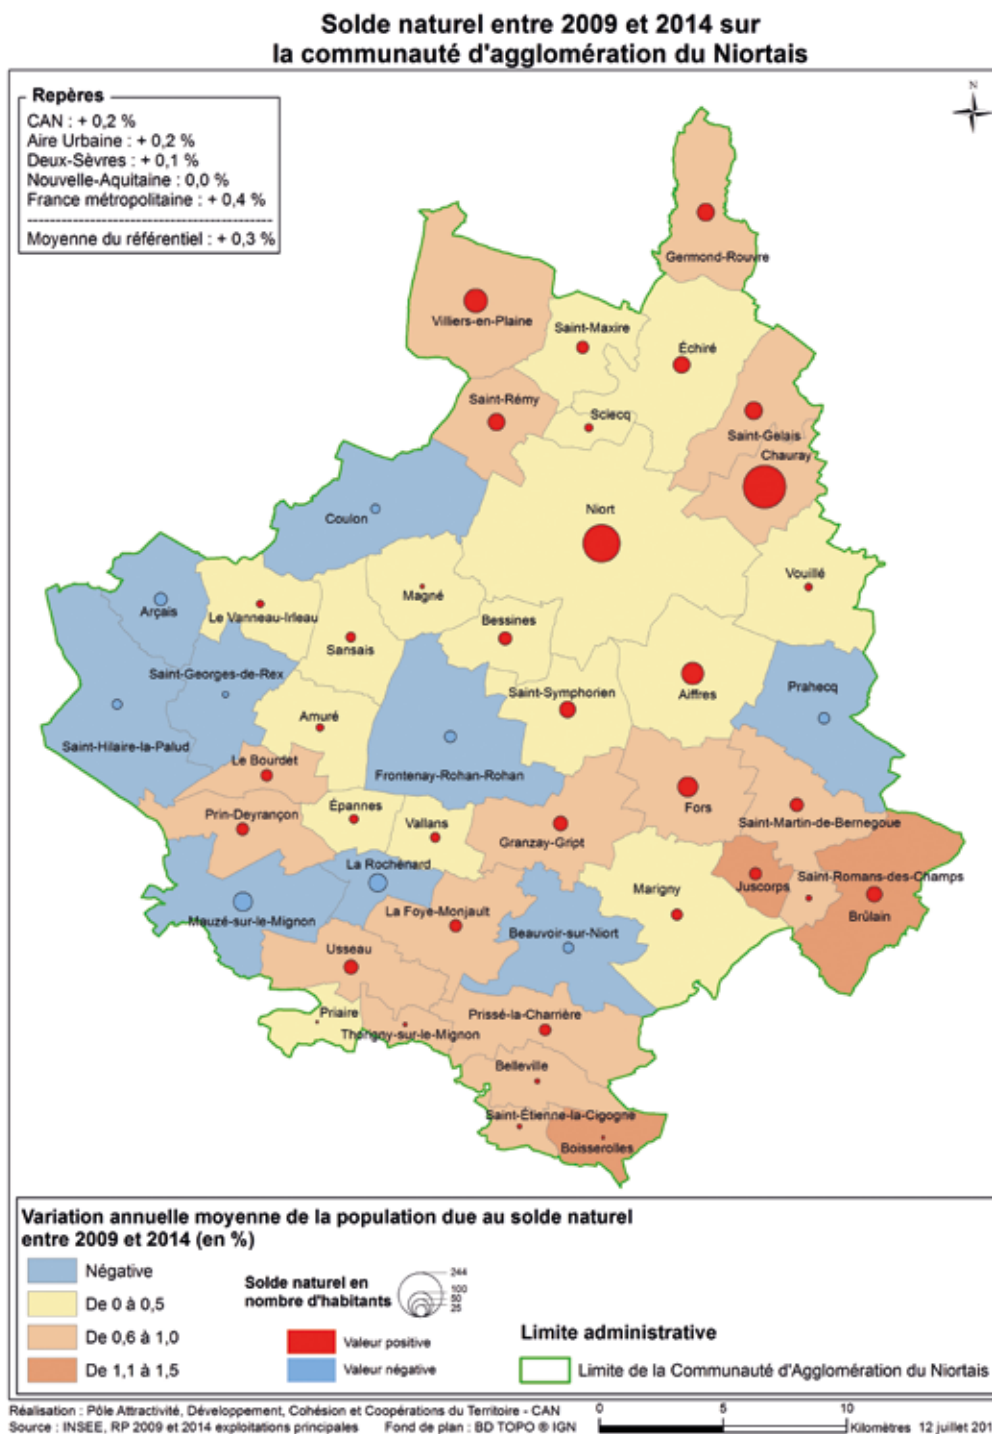 Solde naturel entre 2009 et 2014 sur
la communauté d'agglomération du Niortais
Repères
CAN : + 0,2 %
Aire Urbaine : + 0,2 %
Deux-Sèvres : + 0,1 %
Nouvelle-Aquitaine : 0,0 %
France métropolitaine : + 0,4 %
Moyenne du référentiel : + 0,3 %
N
Germond-Rouvre
Villiers-en-Plaine
Saint-Maxire
Échiré
Saint-Rémy
Sciecq
Saint-Gelais
Chauray
Coulon
Niort
Vouillé
Arçais
Le Vanneau-Irleau
Magné
Sansais
Bessines
Saint-Georges-de-Rex
Saint-Symphorien
Aiffres
Prahecq
Amuré
Saint-Hilaire-la-Palud
Le Bourdet
Frontenay-Rohan-Rohan
Prin-Deyrançon
Épannes
Vallans
Granzay-Gript
Fors
Saint-Martin-de-Bernegoue
La Rochénard
Marigny
Juscorps
Saint-Romans-des-Champs
Mauzé-sur-le-Mignon
La Foye-Monjault
Brûlain
Beauvoir-sur-Niort
Usseau
Priaire
Thorigny-sur-le-Mignon
Prissé-la-Charrière
Belleville
Saint-Étienne-la-Cigogne
Boisserolles
Variation annuelle moyenne de la population due au solde naturel
entre 2009 et 2014 (en %)
Négative
De 0 à 0,5
De 0,6 à 1,0
De 1,1 à 1,5
Solde naturel en
nombre d'habitants
244
100
50
25
Valeur positive
Valeur négative
Limite administrative
Limite de la Communauté d'Agglomération du Niortais
Réalisation : Pôle Attractivité, Développement, Cohésion et Coopérations du Territoire - CAN
Source : INSEE, RP 2009 et 2014 exploitations principales Fond de plan : BD TOPO ® IGN
0 5 10
Kilomètres 12 juillet 201